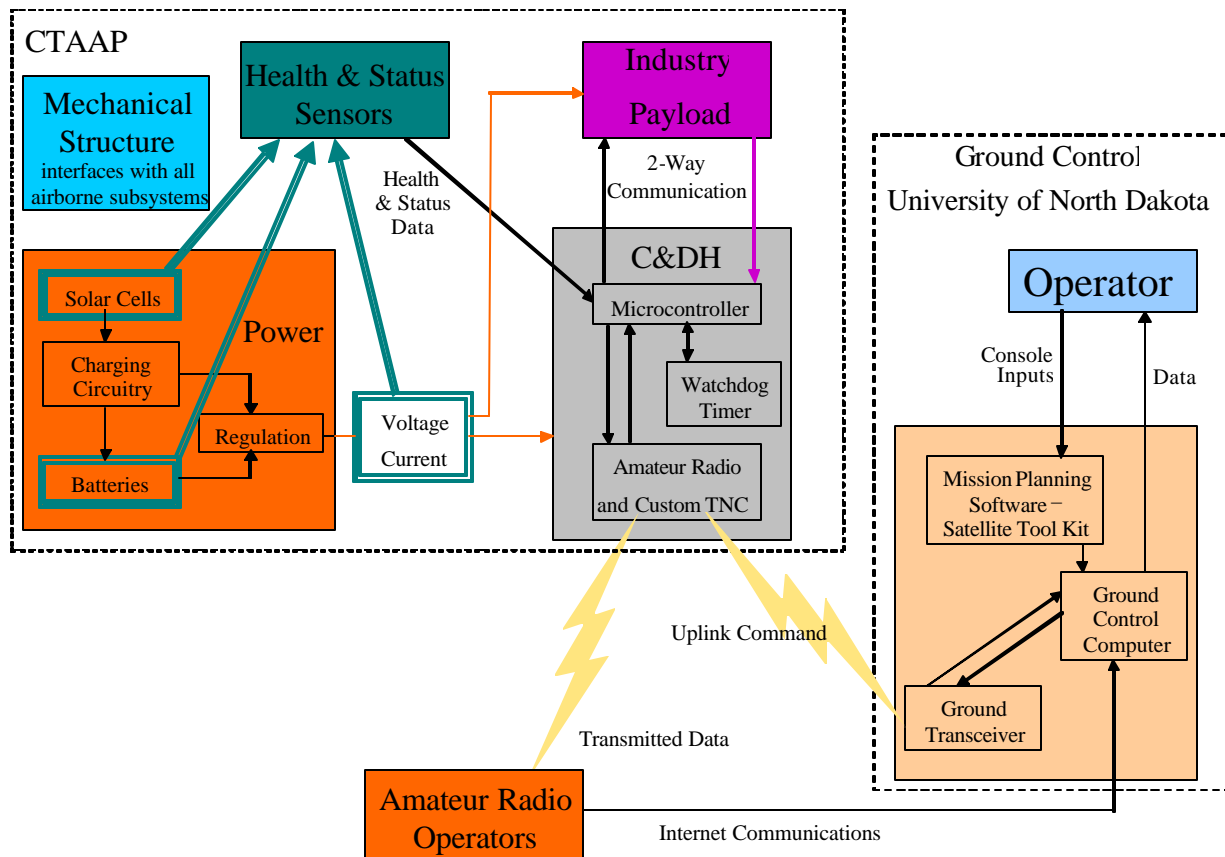 CTAAP
Mechanical
Structure
interfaces with all
airborne subsystems
Health & Status
Sensors
Industry
Payload
Health
& Status
Data
2-Way
Communication
Power
Solar Cells
Charging
Circuitry
Regulation
Batteries
Voltage
Current
C&DH
Microcontroller
Watchdog
Timer
Amateur Radio
and Custom TNC
Ground Control
University of North Dakota
Operator
Console
Inputs
Data
Mission Planning
Software–
Satellite Tool Kit
Ground
Control
Computer
Ground
Transceiver
Uplink Command
Transmitted Data
Amateur Radio
Operators
Internet Communications